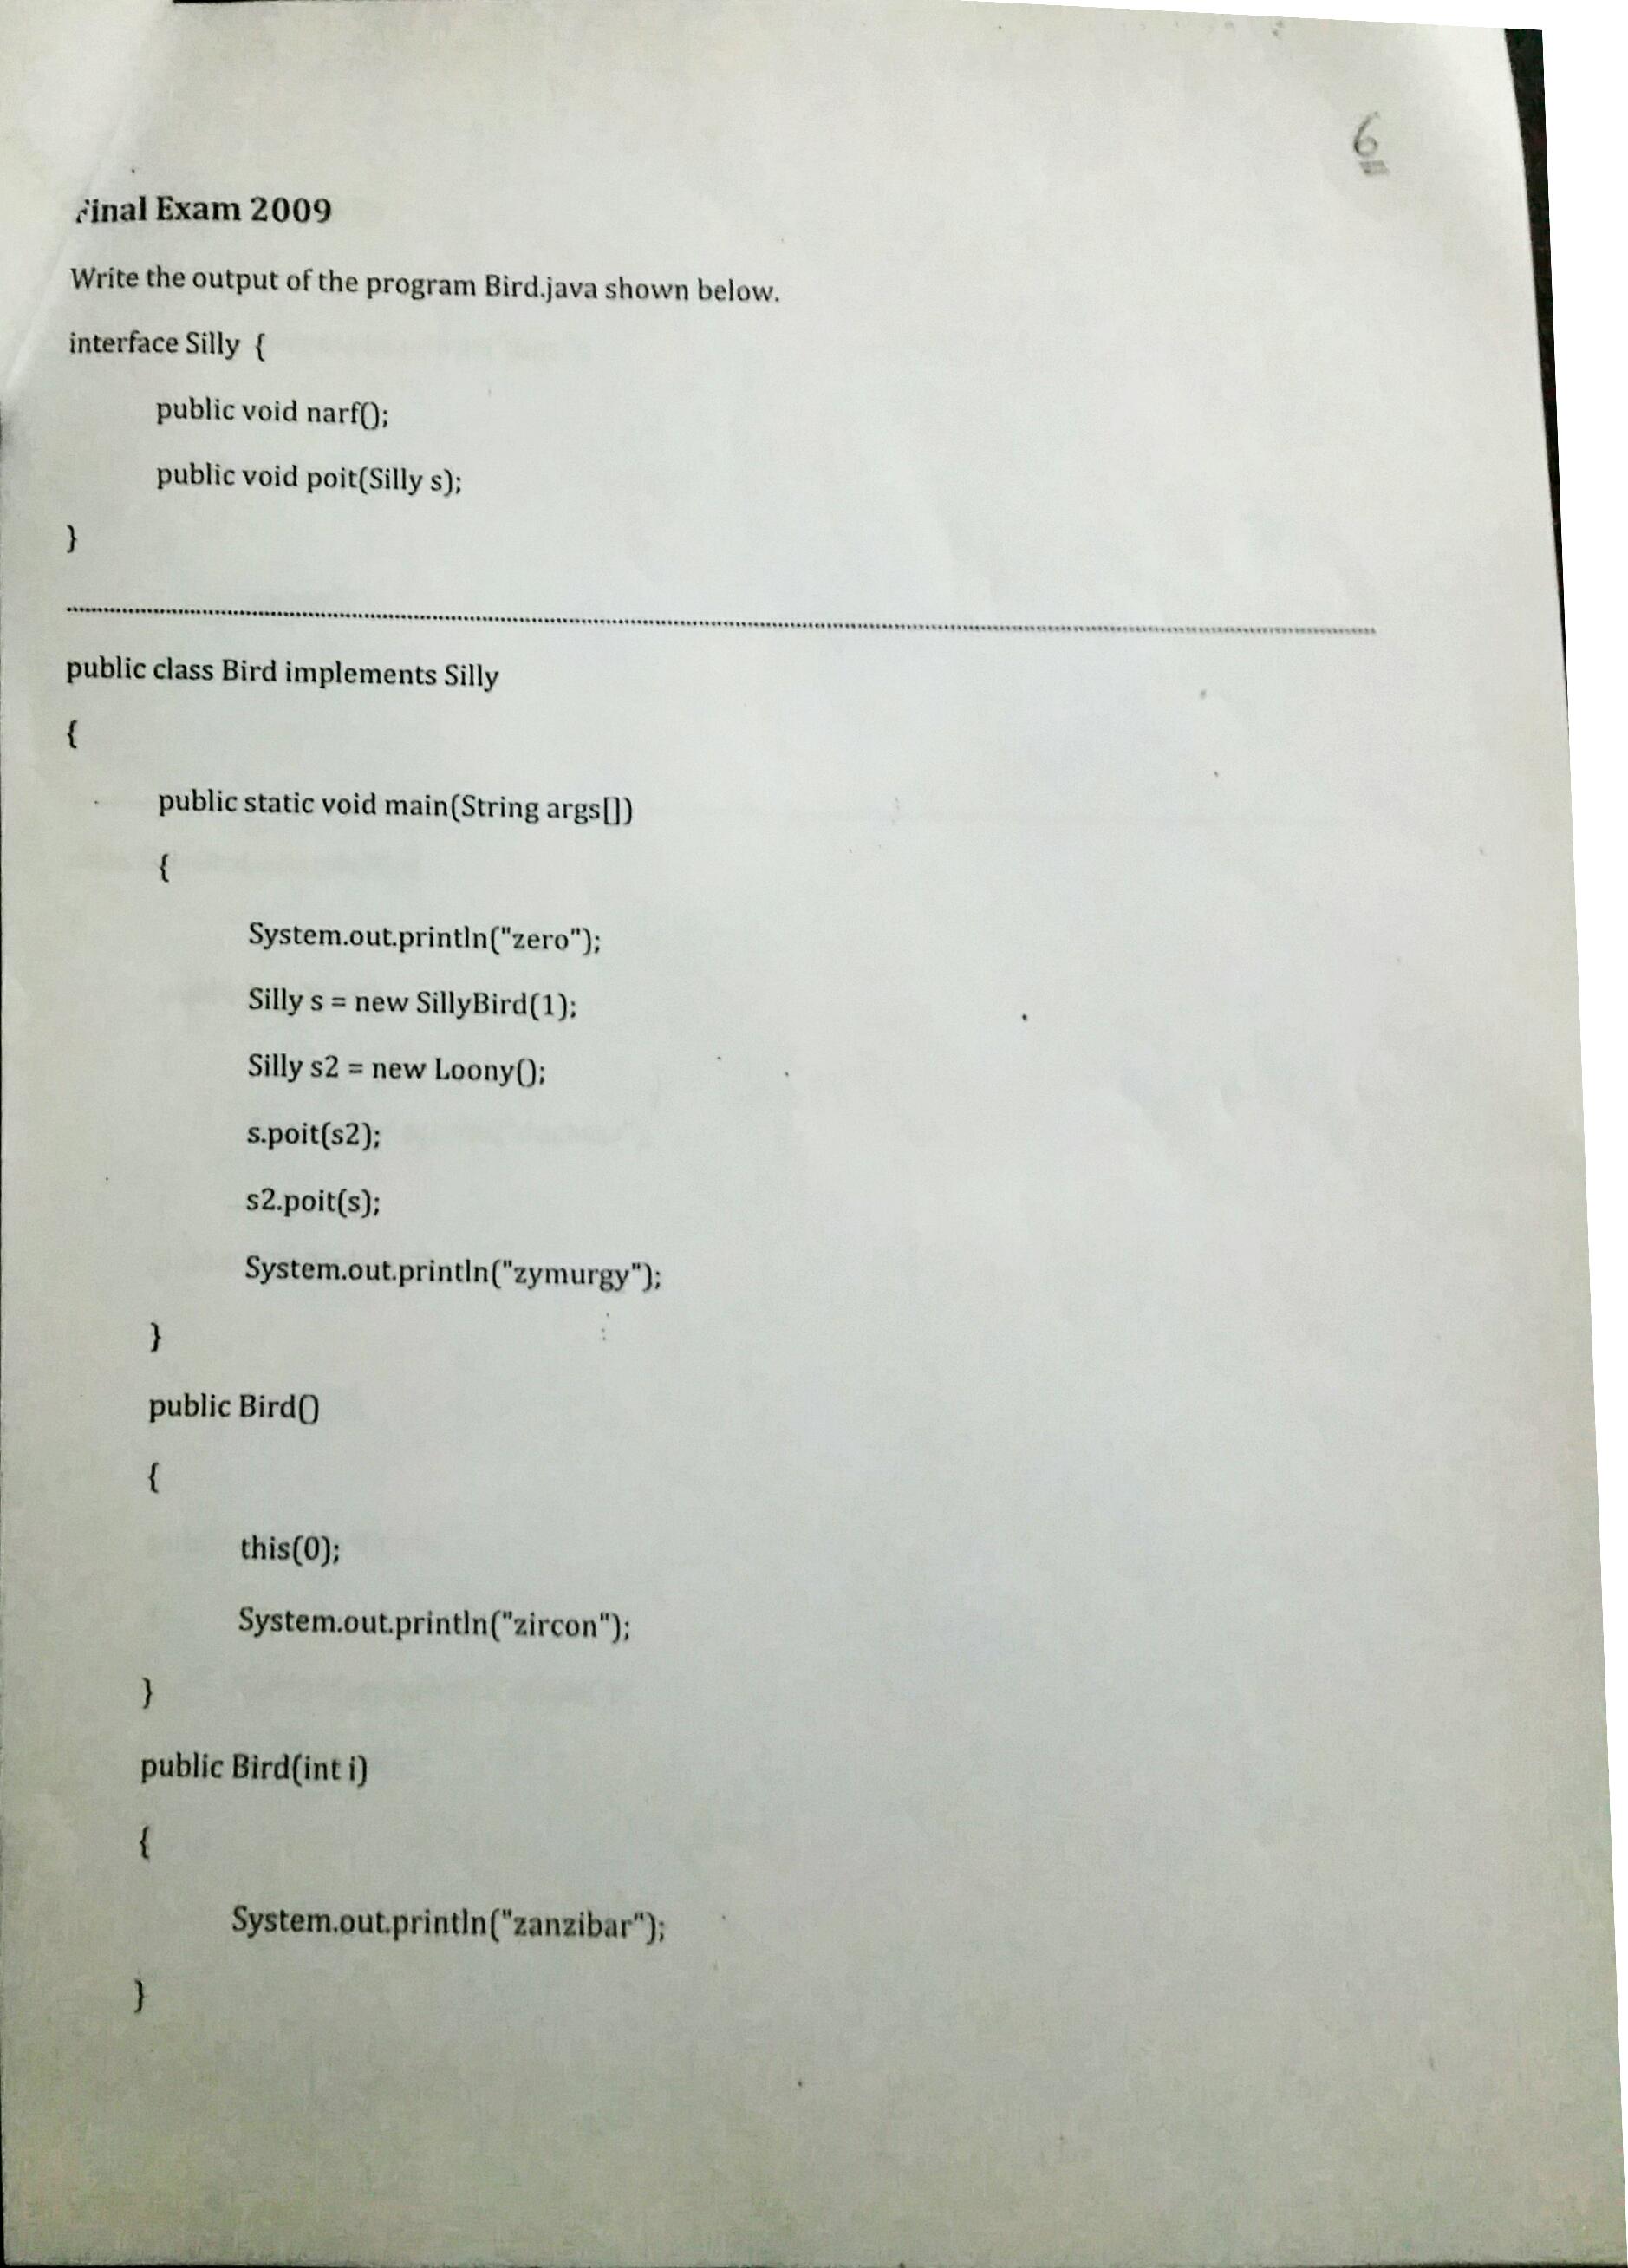 6
Final Exam 2009
Write the output of the program Bird.java shown below.
interface Silly {
public void narf();
public void poit(Silly s);
}
public class Bird implements Silly
{
public static void main(String args[])
{
System.out.println("zero");
Silly s = new SillyBird(1);
Silly s2 = new Loony();
s.poit(s2);
s2.poit(s);
System.out.println("zymurgy");
}
public Bird()
{
this(0);
System.out.println("zircon");
}
public Bird(int i)
{
System.out.println("zanzibar");
}